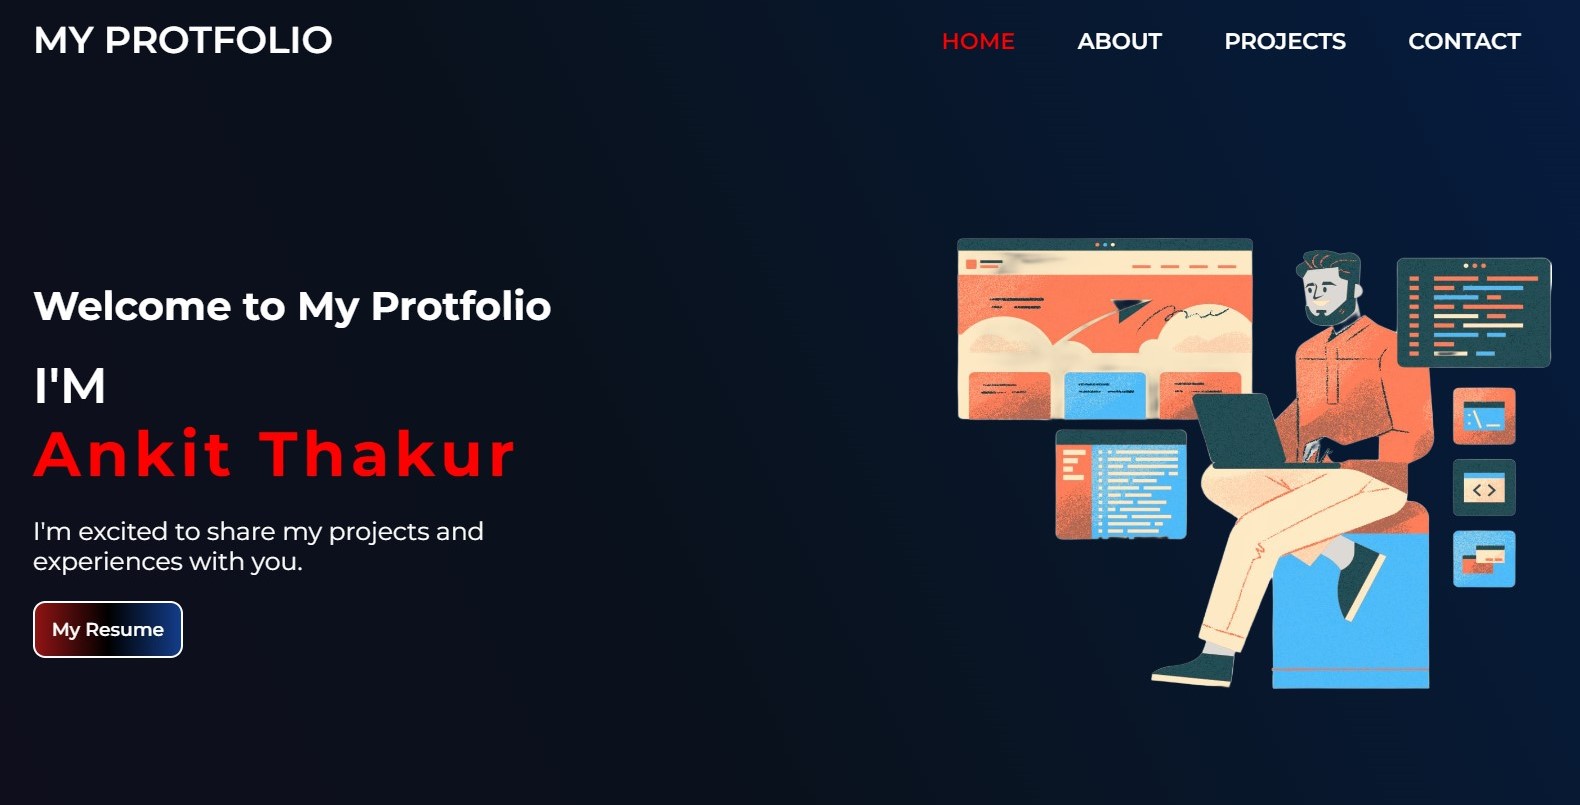 MY PROTFOLIO
HOME ABOUT PROJECTS CONTACT
Welcome to My Protfolio
I'M
Ankit Thakur
I'm excited to share my projects and
experiences with you.
My Resume